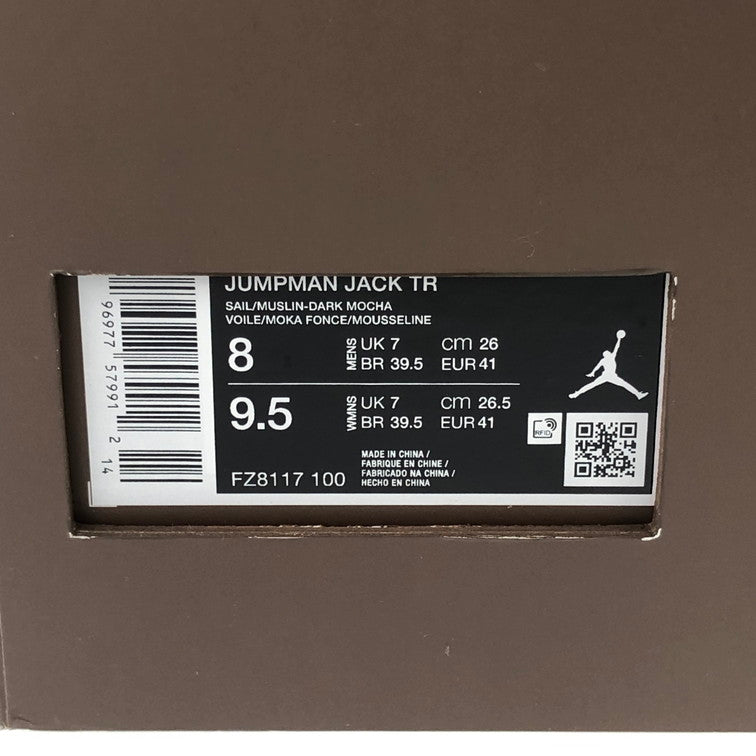 JUMPMAN JACK TR
SAIL/MUSLIN-DARK MOCHA
VOILE/MOKA FONCE/MOUSSELINE
8 MENS UK 7 cm 26
BR 39.5 EUR 41
9.5 WMNS UK 7 cm 26.5
BR 39.5 EUR 41
FZ8117 100
MADE IN CHINA /
FABRIQUE EN CHINE /
FABRICADO NA CHINA /
HECHO EN CHINA
RFID
96977 57991 2 14